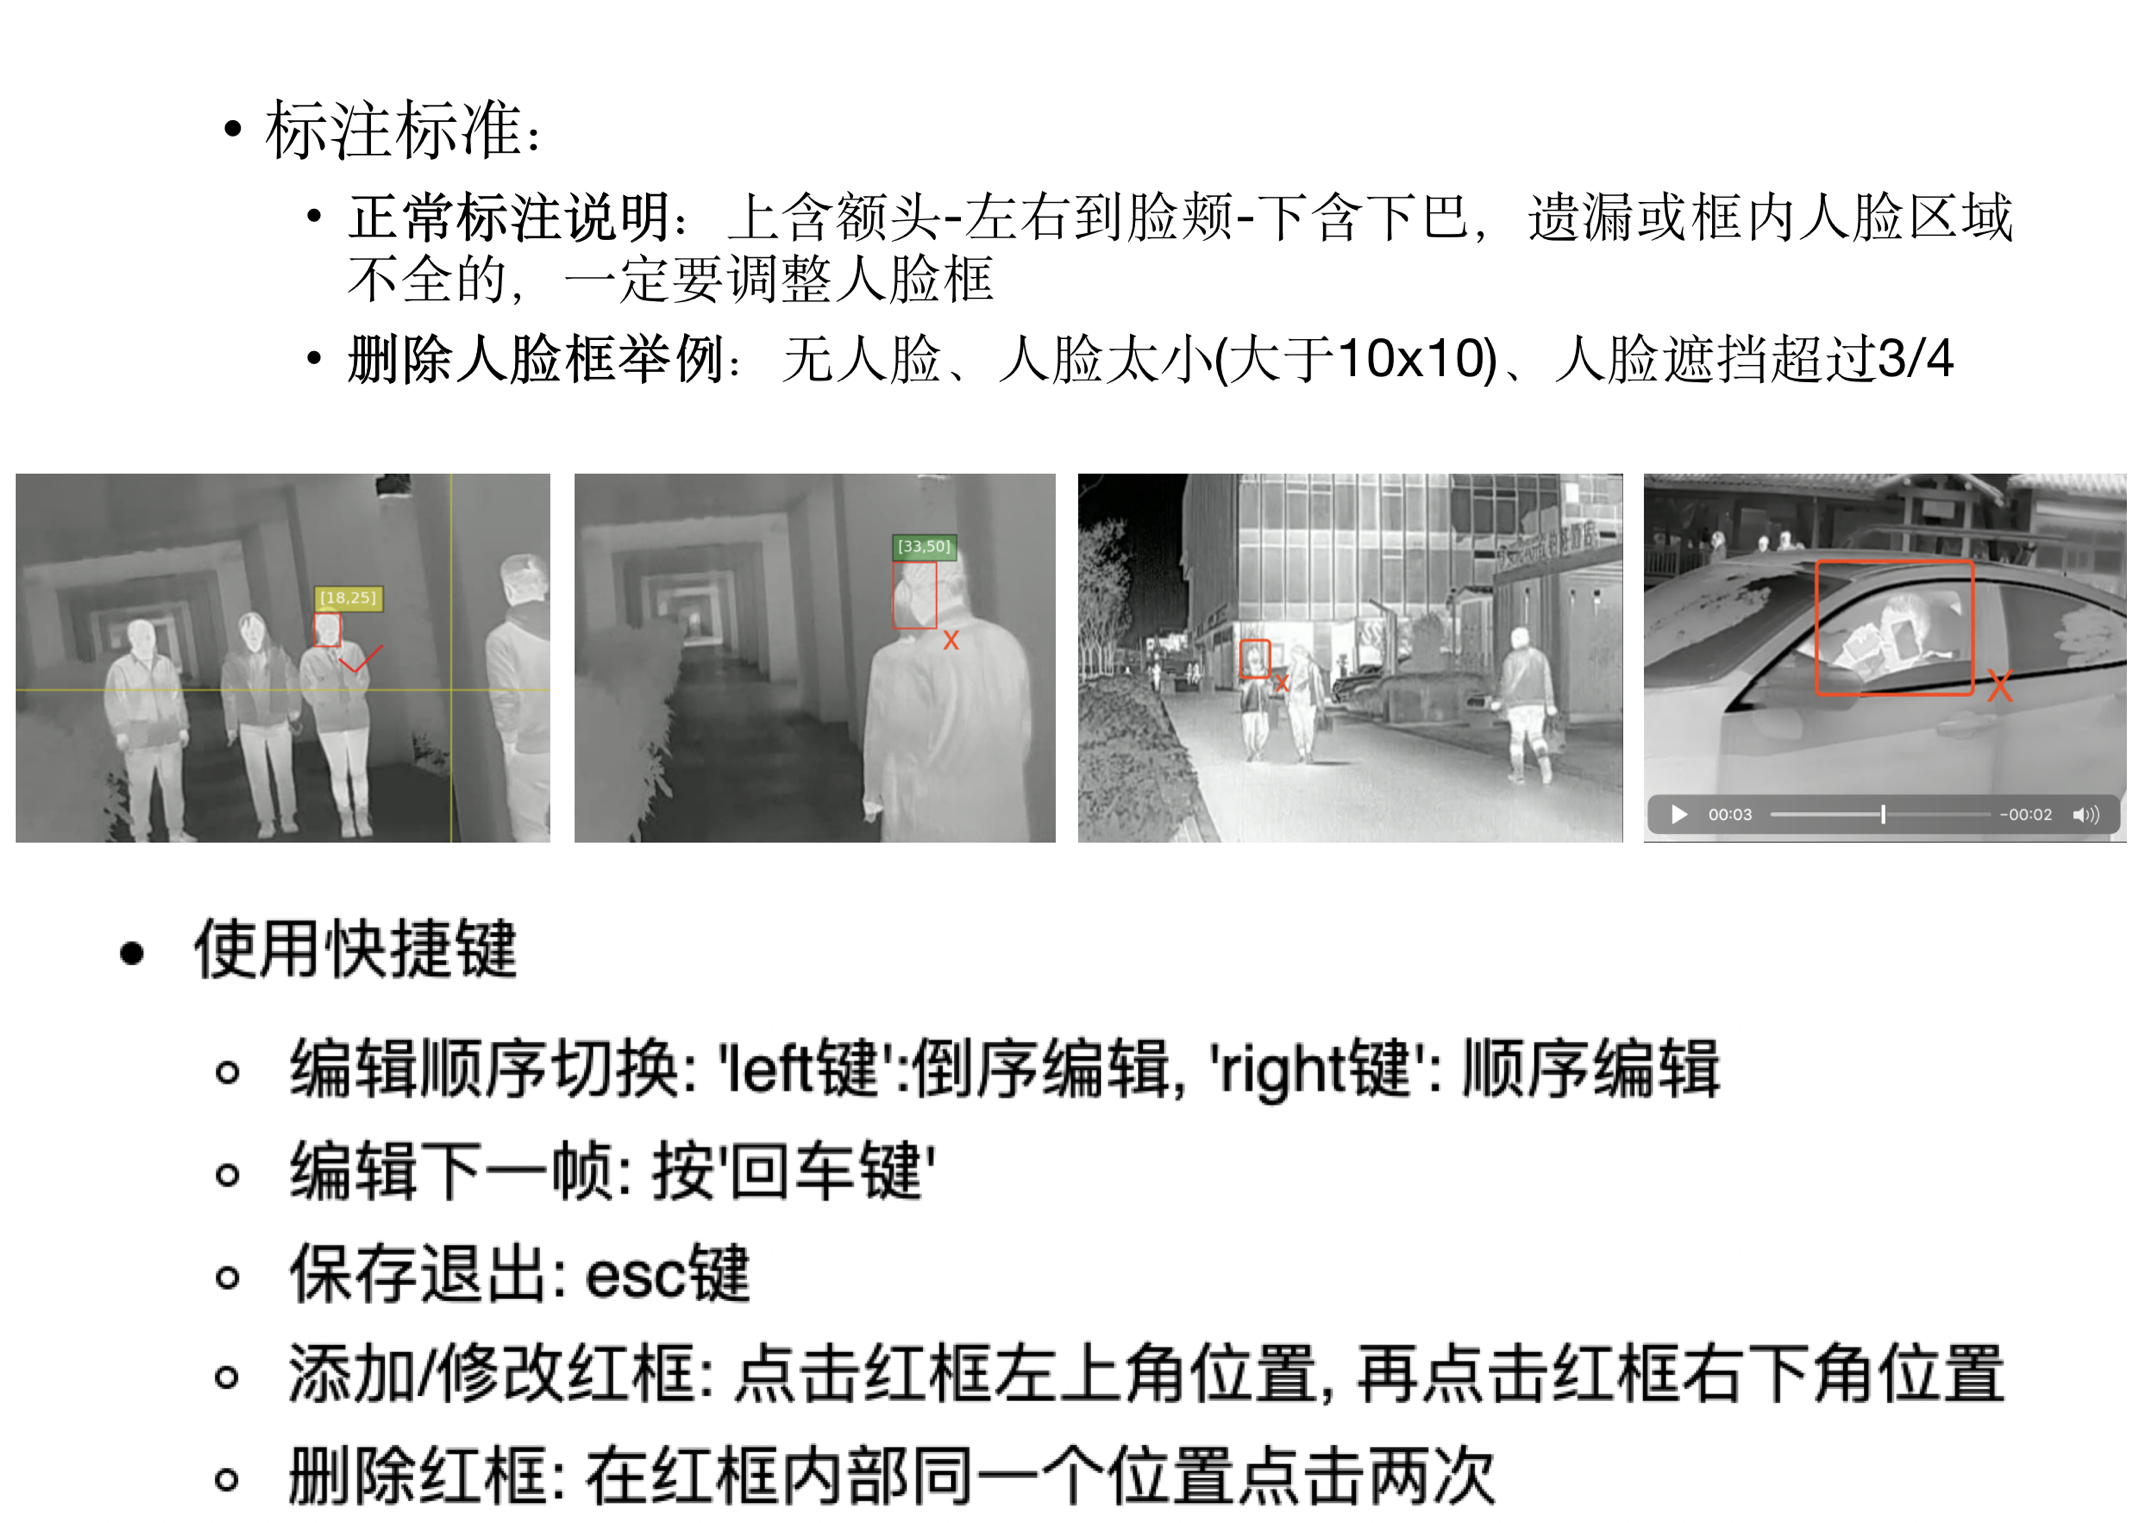 • 标注标准：
• 正常标注说明：上含额头-左右到脸颊-下含下巴，遗漏或框内人脸区域
不全的，一定要调整人脸框
• 删除人脸框举例：无人脸、人脸太小(大于10x10)、人脸遮挡超过3/4
[18,25]
[33,50]
X
X
X
00:03
-00:02
• 使用快捷键
○ 编辑顺序切换: 'left键':倒序编辑, 'right键': 顺序编辑
○ 编辑下一帧: 按'回车键'
○ 保存退出: esc键
○ 添加/修改红框: 点击红框左上角位置, 再点击红框右下角位置
○ 删除红框: 在红框内部同一个位置点击两次